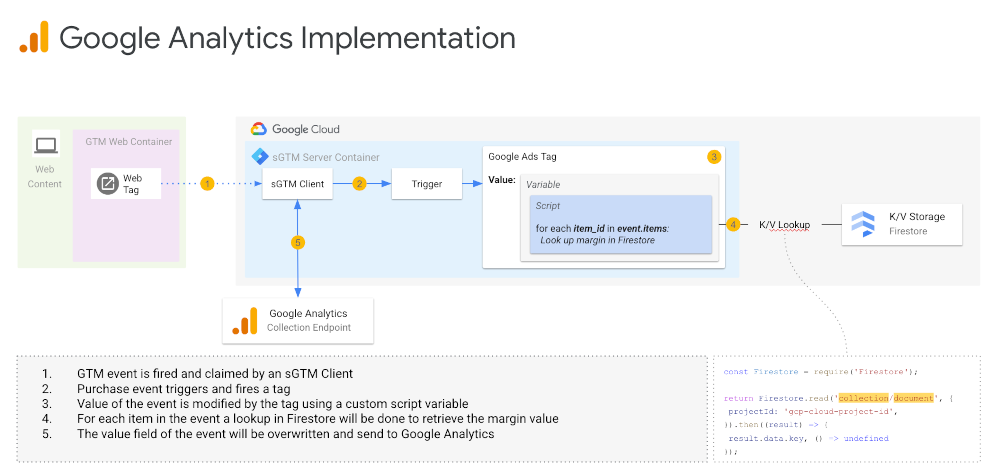 Google Analytics Implementation
Google Cloud
GTM Web Container
Web
Content
Web
Tag
1
sGTM Server Container
sGTM Client
2
Trigger
Google Ads Tag
3
Value:
Variable
Script
for each item_id in event.items:
Look up margin in Firestore
4
K/V Lookup
K/V Storage
Firestore
5
Google Analytics
Collection Endpoint
1. GTM event is fired and claimed by an sGTM Client
2. Purchase event triggers and fires a tag
3. Value of the event is modified by the tag using a custom script variable
4. For each item in the event a lookup in Firestore will be done to retrieve the margin value
5. The value field of the event will be overwritten and send to Google Analytics
const Firestore = require('Firestore');
return Firestore.read('collection/document', {
projectId: 'gcp-cloud-project-id',
}).then((result) => {
result.data.key, () => undefined
});